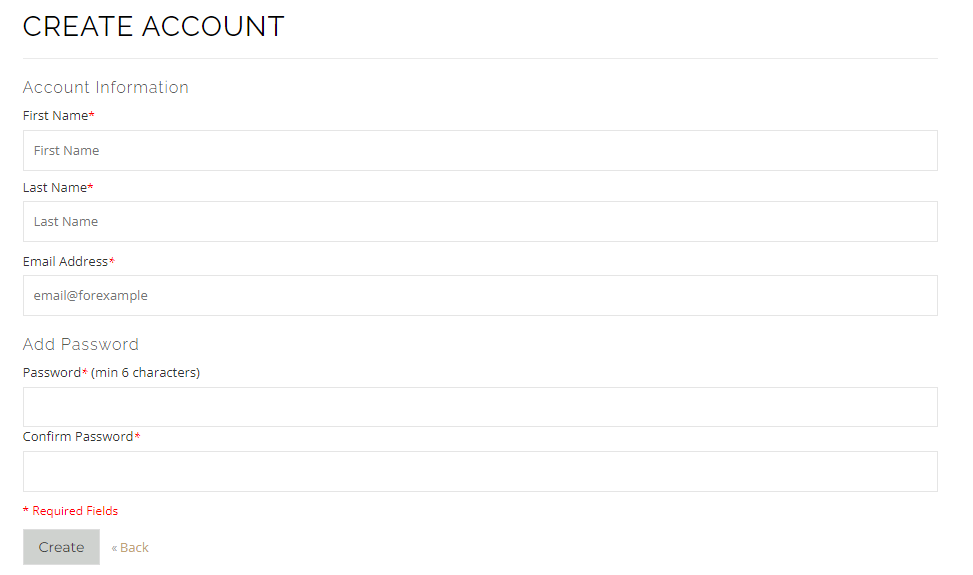 CREATE ACCOUNT
Account Information
First Name*
First Name
Last Name*
Last Name
Email Address*
email@forexample
Add Password
Password* (min 6 characters)
Confirm Password*
* Required Fields
Create « Back